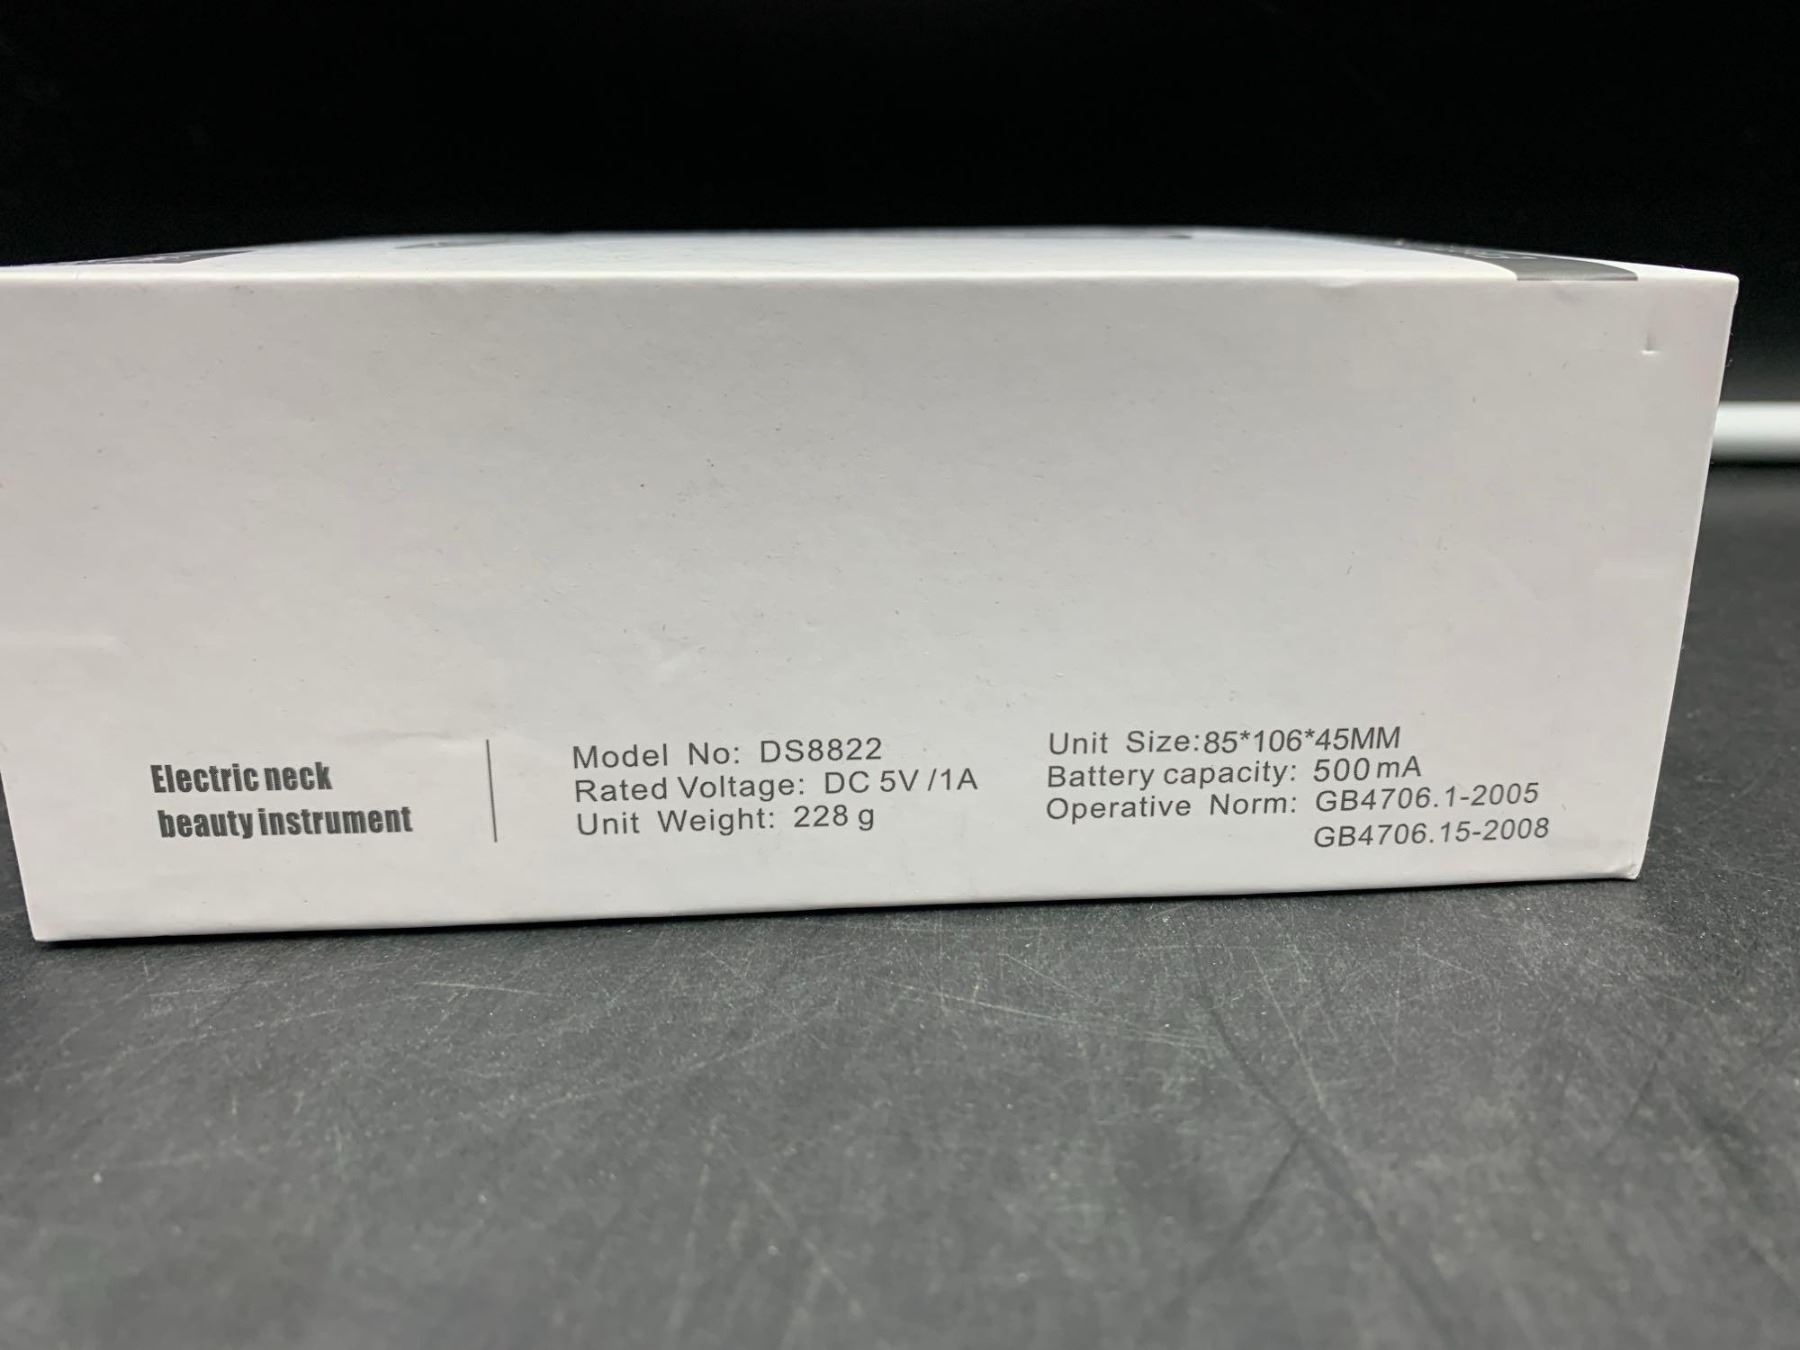 Electric neck
beauty instrument
Model No: DS8822
Rated Voltage: DC 5V /1A
Unit Weight: 228 g
Unit Size:85*106*45MM
Battery capacity: 500 mA
Operative Norm: GB4706.1-2005
GB4706.15-2008